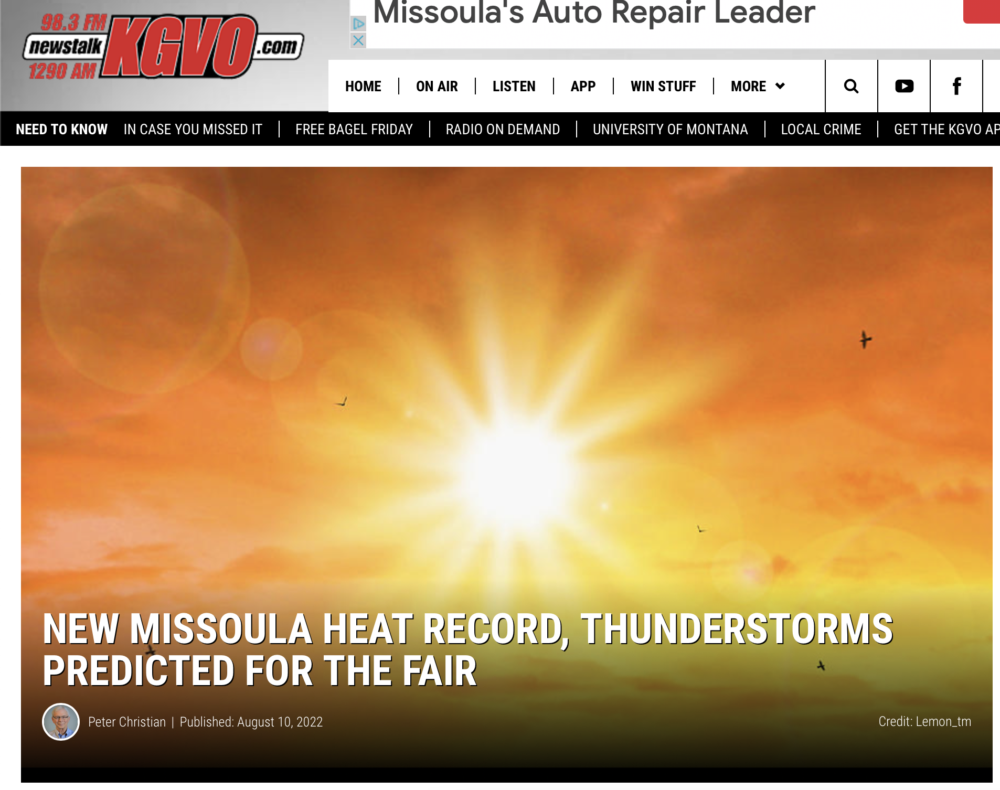 Missoula's Auto Repair Leader
98.3 FM
newstalk KGVO.com
1290 AM
HOME ON AIR LISTEN APP WIN STUFF MORE
NEED TO KNOW IN CASE YOU MISSED IT FREE BAGEL FRIDAY RADIO ON DEMAND UNIVERSITY OF MONTANA LOCAL CRIME GET THE KGVO AP
NEW MISSOULA HEAT RECORD, THUNDERSTORMS
PREDICTED FOR THE FAIR
Peter Christian | Published: August 10, 2022
Credit: Lemon_tm